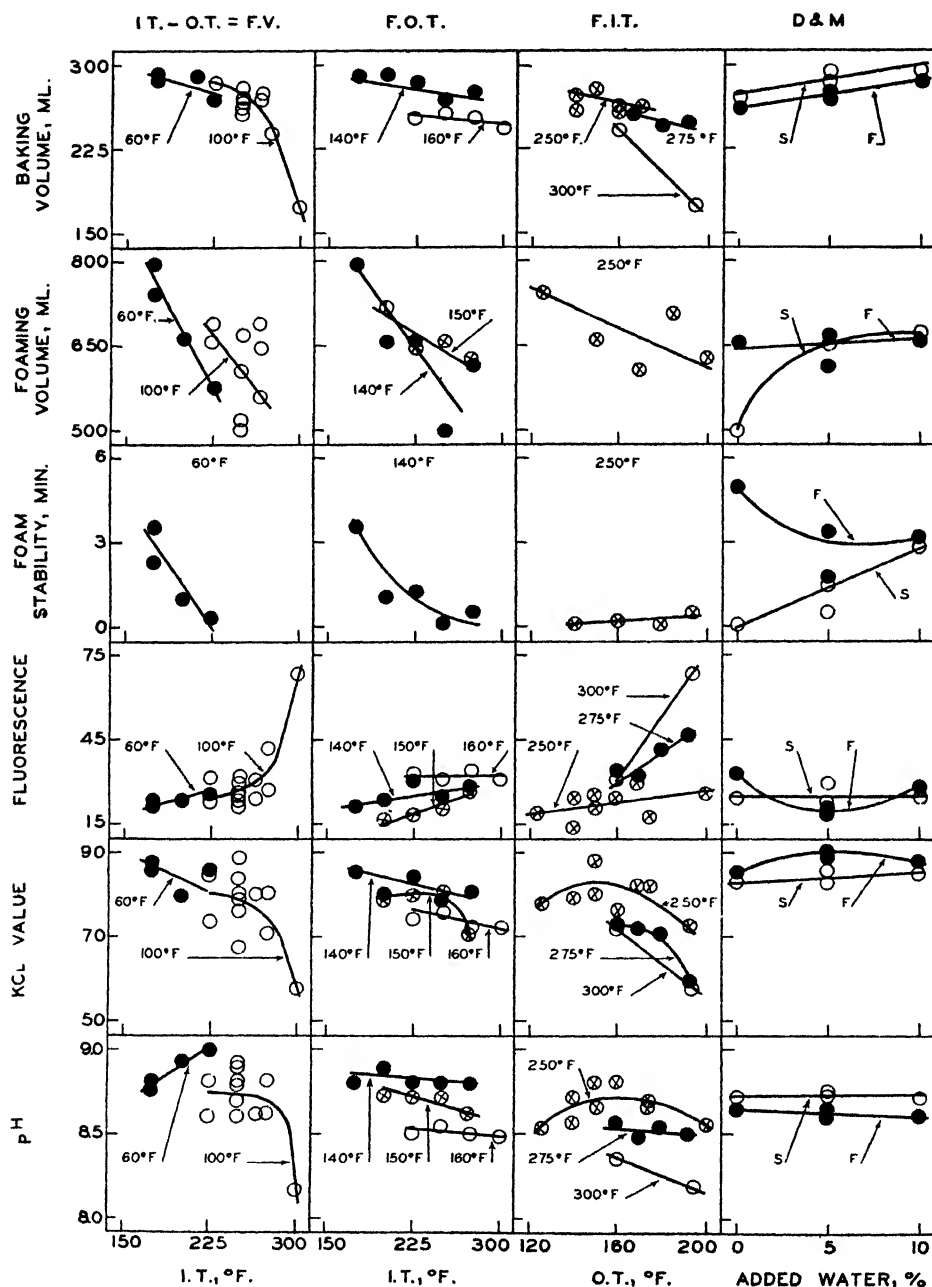 I.T. – O.T. = F.V. F.O.T. F.I.T. D & M
BAKING VOLUME, ML.
300
225
150
60°F
100°F
140°F
160°F
250°F.
275°F
300°F
S
F
FOAMING VOLUME, ML.
800
650
500
60°F.
100°F
150°F
140°F
250°F
S
F
FOAM STABILITY, MIN.
6
3
0
60°F
140°F
250°F
F
S
FLUORESCENCE
75
45
15
60°F
100°F
140°F
150°F
160°F
250°F
300°F
275°F
S
F
KCL VALUE
90
70
50
60°F
100°F
140°F
150°F
160°F
250°F
275°F
300°F
S
F
pH
9.0
8.5
8.0
60°F
100°F
140°F
150°F
160°F
250°F
275°F
300°F
S
F
150 225 300 150 225 300 120 160 200 0 5 10
I.T., °F. I.T., °F. O.T., °F. ADDED WATER, %